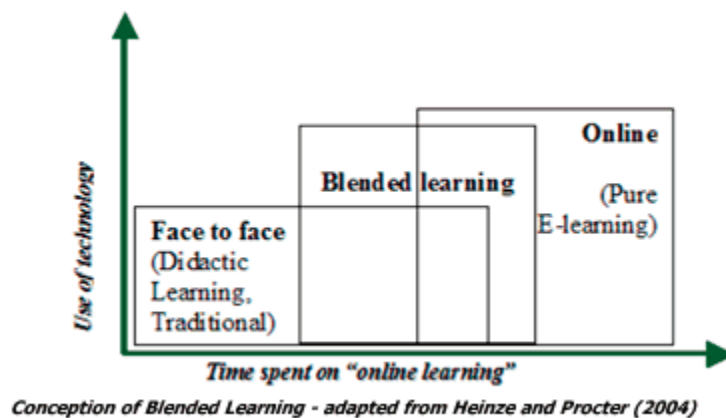 Use of technology
Face to face
(Didactic
Learning,
Traditional)
Blended learning
Online
(Pure
E-learning)
Time spent on "online learning"
Conception of Blended Learning - adapted from Heinze and Procter (2004)